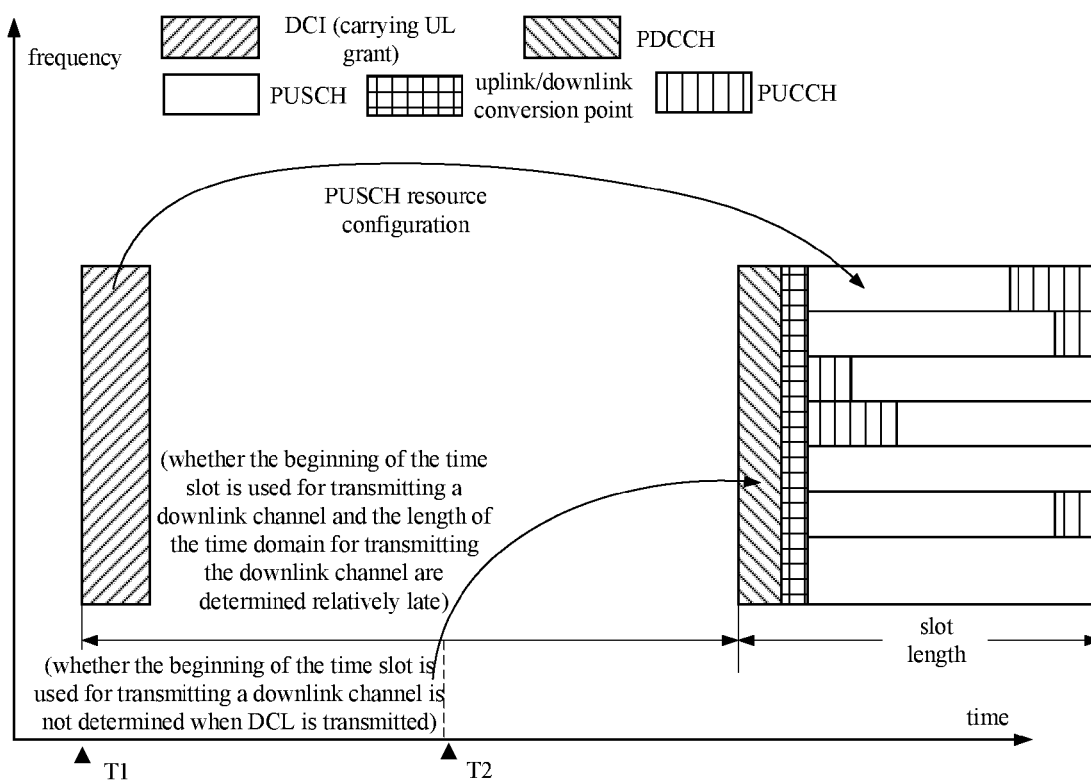 DCI (carrying UL
grant)
PDCCH
frequency
PUSCH
uplink/downlink
conversion point
PUCCH
PUSCH resource
configuration
(whether the beginning of the time
slot is used for transmitting a
downlink channel and the length of
the time domain for transmitting
the downlink channel are
determined relatively late)
slot
length
(whether the beginning of the time slot is
used for transmitting a downlink channel is
not determined when DCL is transmitted)
time
T1
T2